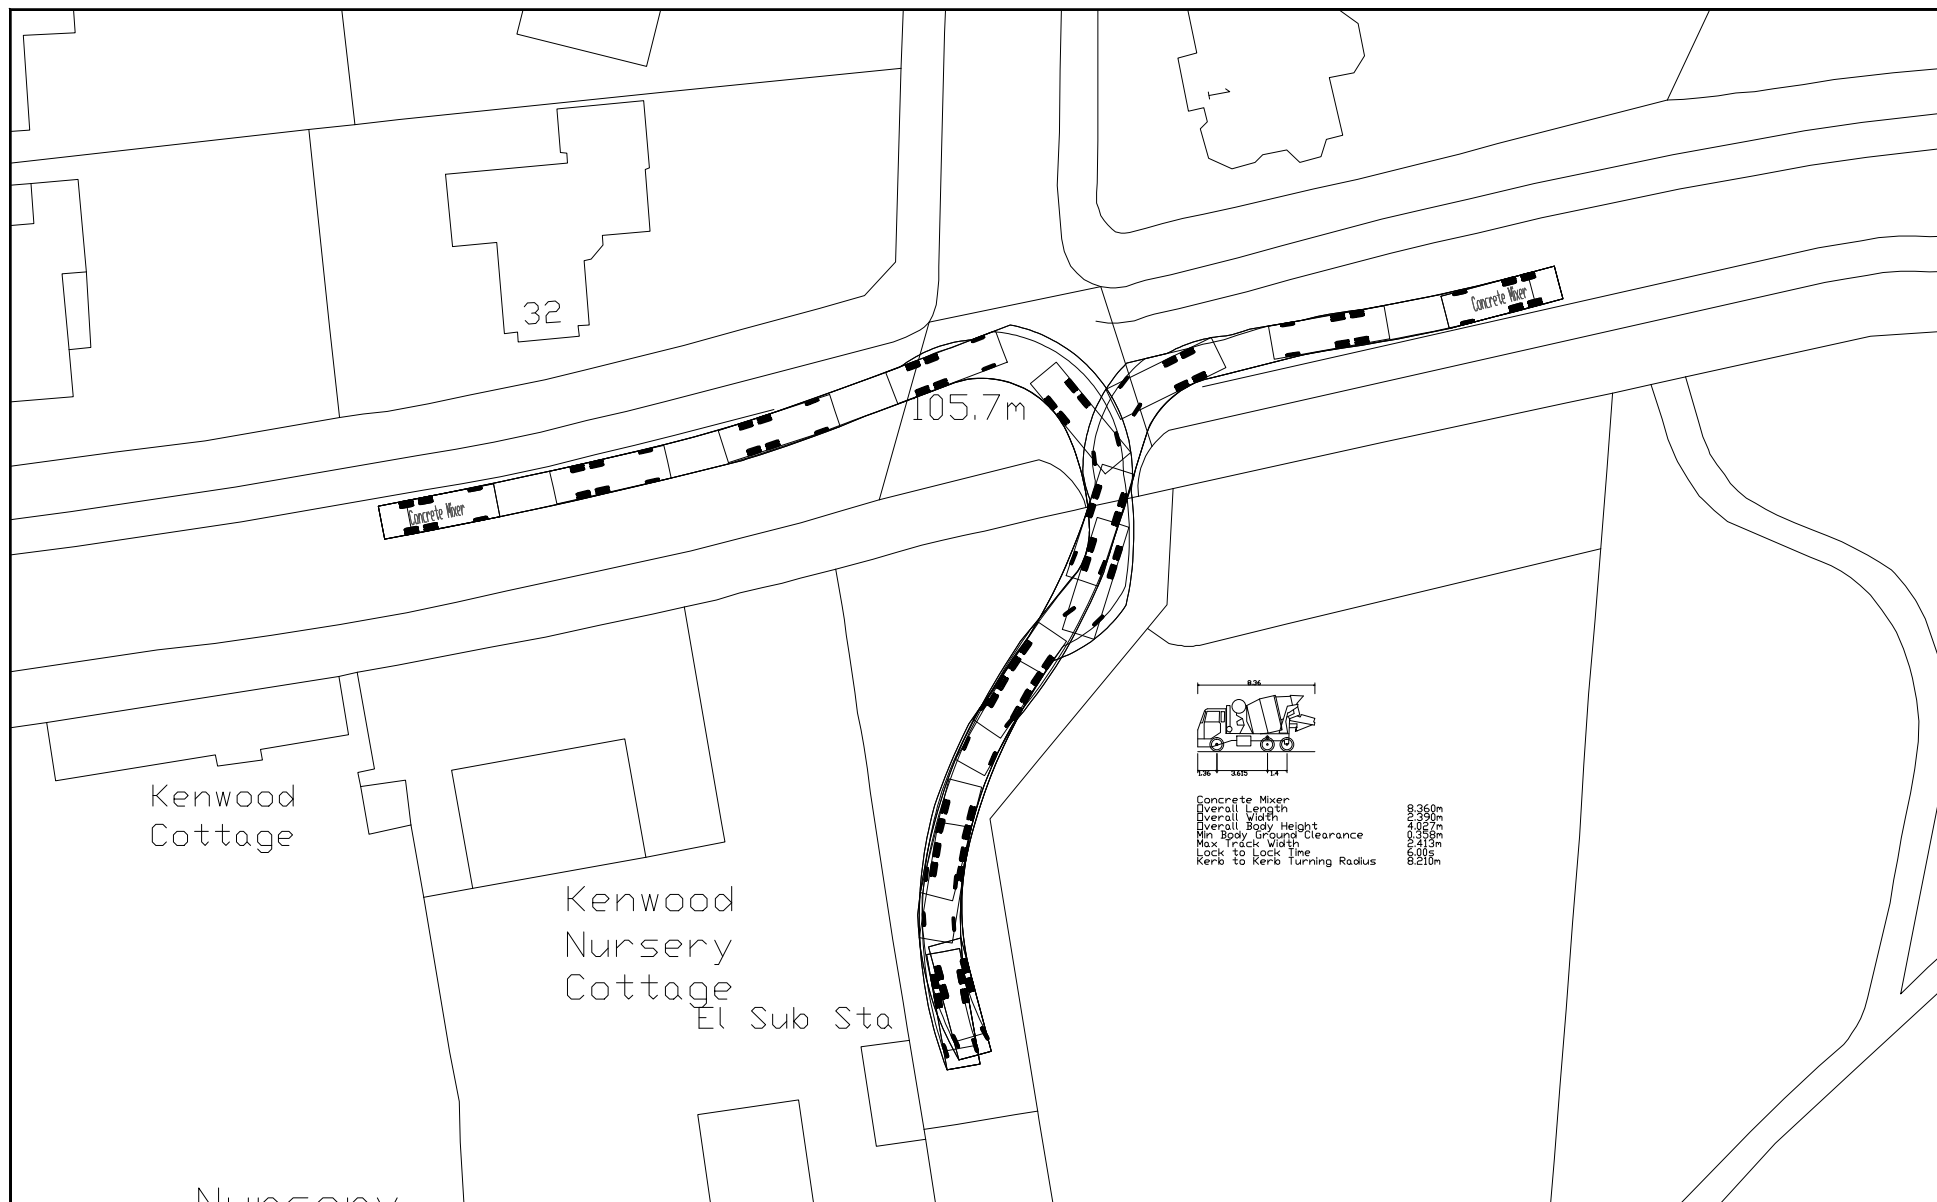 1
32
Concrete Mixer
105.7m
Concrete Mixer
8.36
1.36 3.615 1.4
Concrete Mixer
Overall Length 8.360m
Overall Width 2.390m
Overall Body Height 4.027m
Min Body Ground Clearance 0.358m
Max Track Width 2.413m
Lock to Lock Time 6.00s
Kerb to Kerb Turning Radius 8.210m
Kenwood
Cottage
Kenwood
Nursery
Cottage
El Sub Sta
Nursery